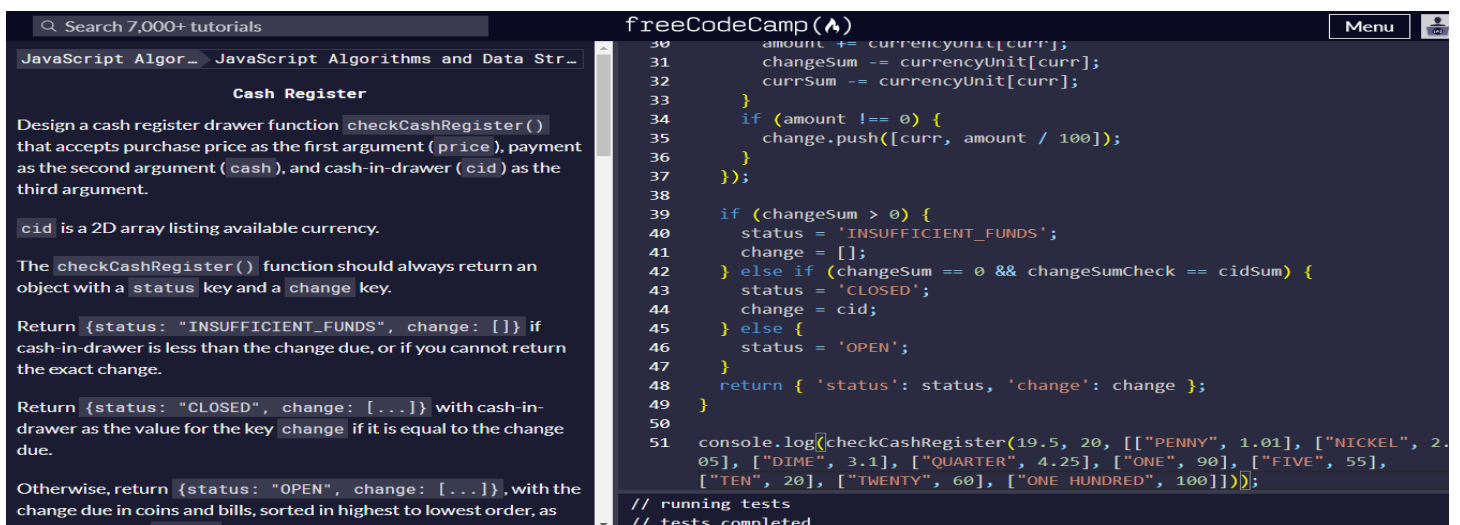 Search 7,000+ tutorials
freeCodeCamp
Menu
JavaScript Algor… JavaScript Algorithms and Data Str…
Cash Register
Design a cash register drawer function checkCashRegister()
that accepts purchase price as the first argument (price), payment
as the second argument (cash), and cash-in-drawer (cid) as the
third argument.
cid is a 2D array listing available currency.
The checkCashRegister() function should always return an
object with a status key and a change key.
Return {status: "INSUFFICIENT_FUNDS", change: []} if
cash-in-drawer is less than the change due, or if you cannot return
the exact change.
Return {status: "CLOSED", change: [...]} with cash-in-
drawer as the value for the key change if it is equal to the change
due.
Otherwise, return {status: "OPEN", change: [...]}, with the
change due in coins and bills, sorted in highest to lowest order, as
30 amount += currencyUnit[curr];
31 changeSum -= currencyUnit[curr];
32 currSum -= currencyUnit[curr];
33 }
34 if (amount !== 0) {
35 change.push([curr, amount / 100]);
36 }
37 });
38
39 if (changeSum > 0) {
40 status = 'INSUFFICIENT_FUNDS';
41 change = [];
42 } else if (changeSum == 0 && changeSumCheck == cidSum) {
43 status = 'CLOSED';
44 change = cid;
45 } else {
46 status = 'OPEN';
47 }
48 return { 'status': status, 'change': change };
49 }
50
51 console.log(checkCashRegister(19.5, 20, [["PENNY", 1.01], ["NICKEL", 2.
05], ["DIME", 3.1], ["QUARTER", 4.25], ["ONE", 90], ["FIVE", 55],
["TEN", 20], ["TWENTY", 60], ["ONE HUNDRED", 100]]));
// running tests
// tests completed